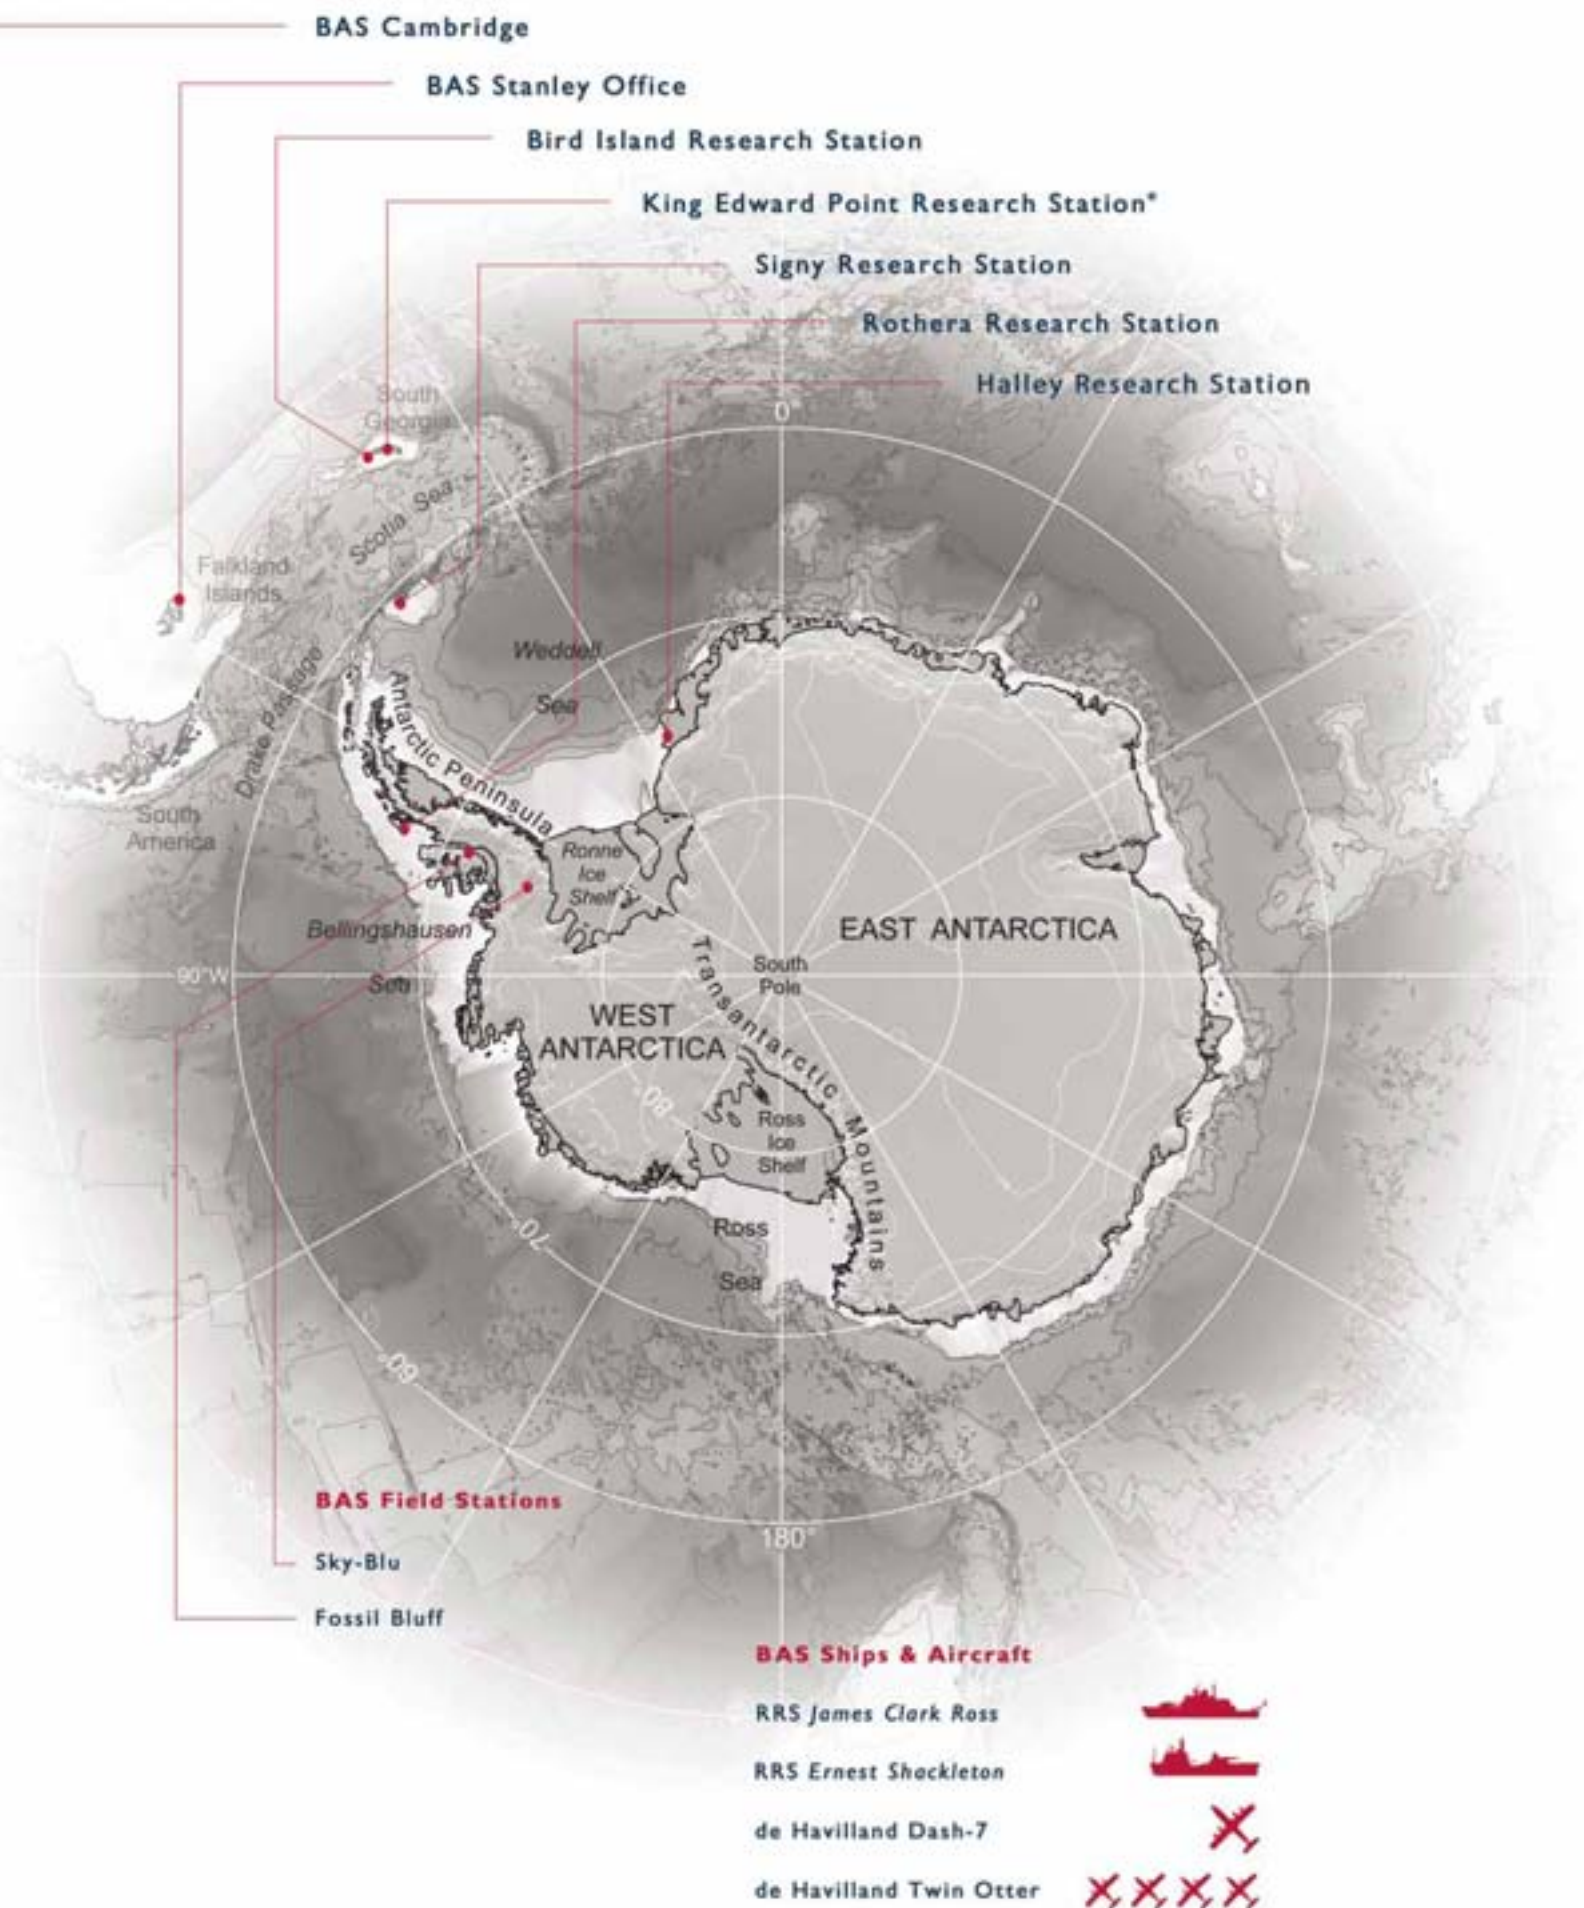 BAS Cambridge
BAS Stanley Office
Bird Island Research Station
King Edward Point Research Station*
Signy Research Station
Rothera Research Station
Halley Research Station
0°
South
Georgia
Scotia Sea
Falkland
Islands
Weddell
Sea
Drake Passage
Antarctic Peninsula
South
America
Ronne
Ice
Shelf
Bellingshausen
Sea
90°W
EAST ANTARCTICA
South
Pole
WEST
ANTARCTICA
Transantarctic Mountains
80°
Ross
Ice
Shelf
Ross
Sea
70°
60°
180°
BAS Field Stations
Sky-Blu
Fossil Bluff
BAS Ships & Aircraft
RRS James Clark Ross
RRS Ernest Shackleton
de Havilland Dash-7
de Havilland Twin Otter